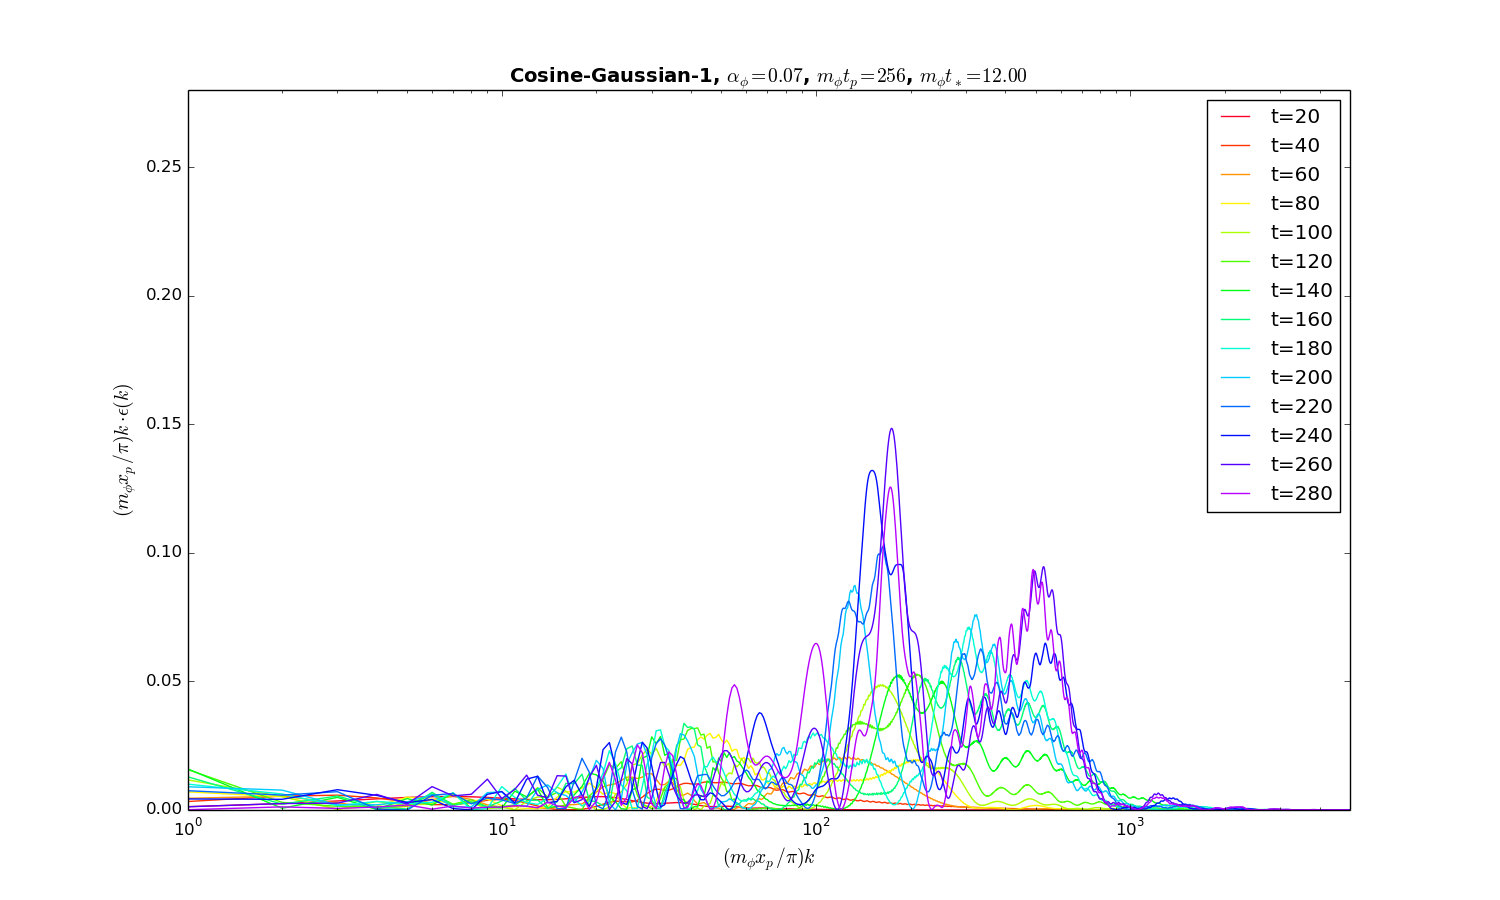 Cosine-Gaussian-1, α_ϕ=0.07, m_ϕt_p=256, m_ϕt_*=12.00
(m_ϕx_p/π)k·ϵ(k)
0.25
0.20
0.15
0.10
0.05
0.00
10^0
10^1
10^2
10^3
(m_ϕx_p/π)k
t=20
t=40
t=60
t=80
t=100
t=120
t=140
t=160
t=180
t=200
t=220
t=240
t=260
t=280